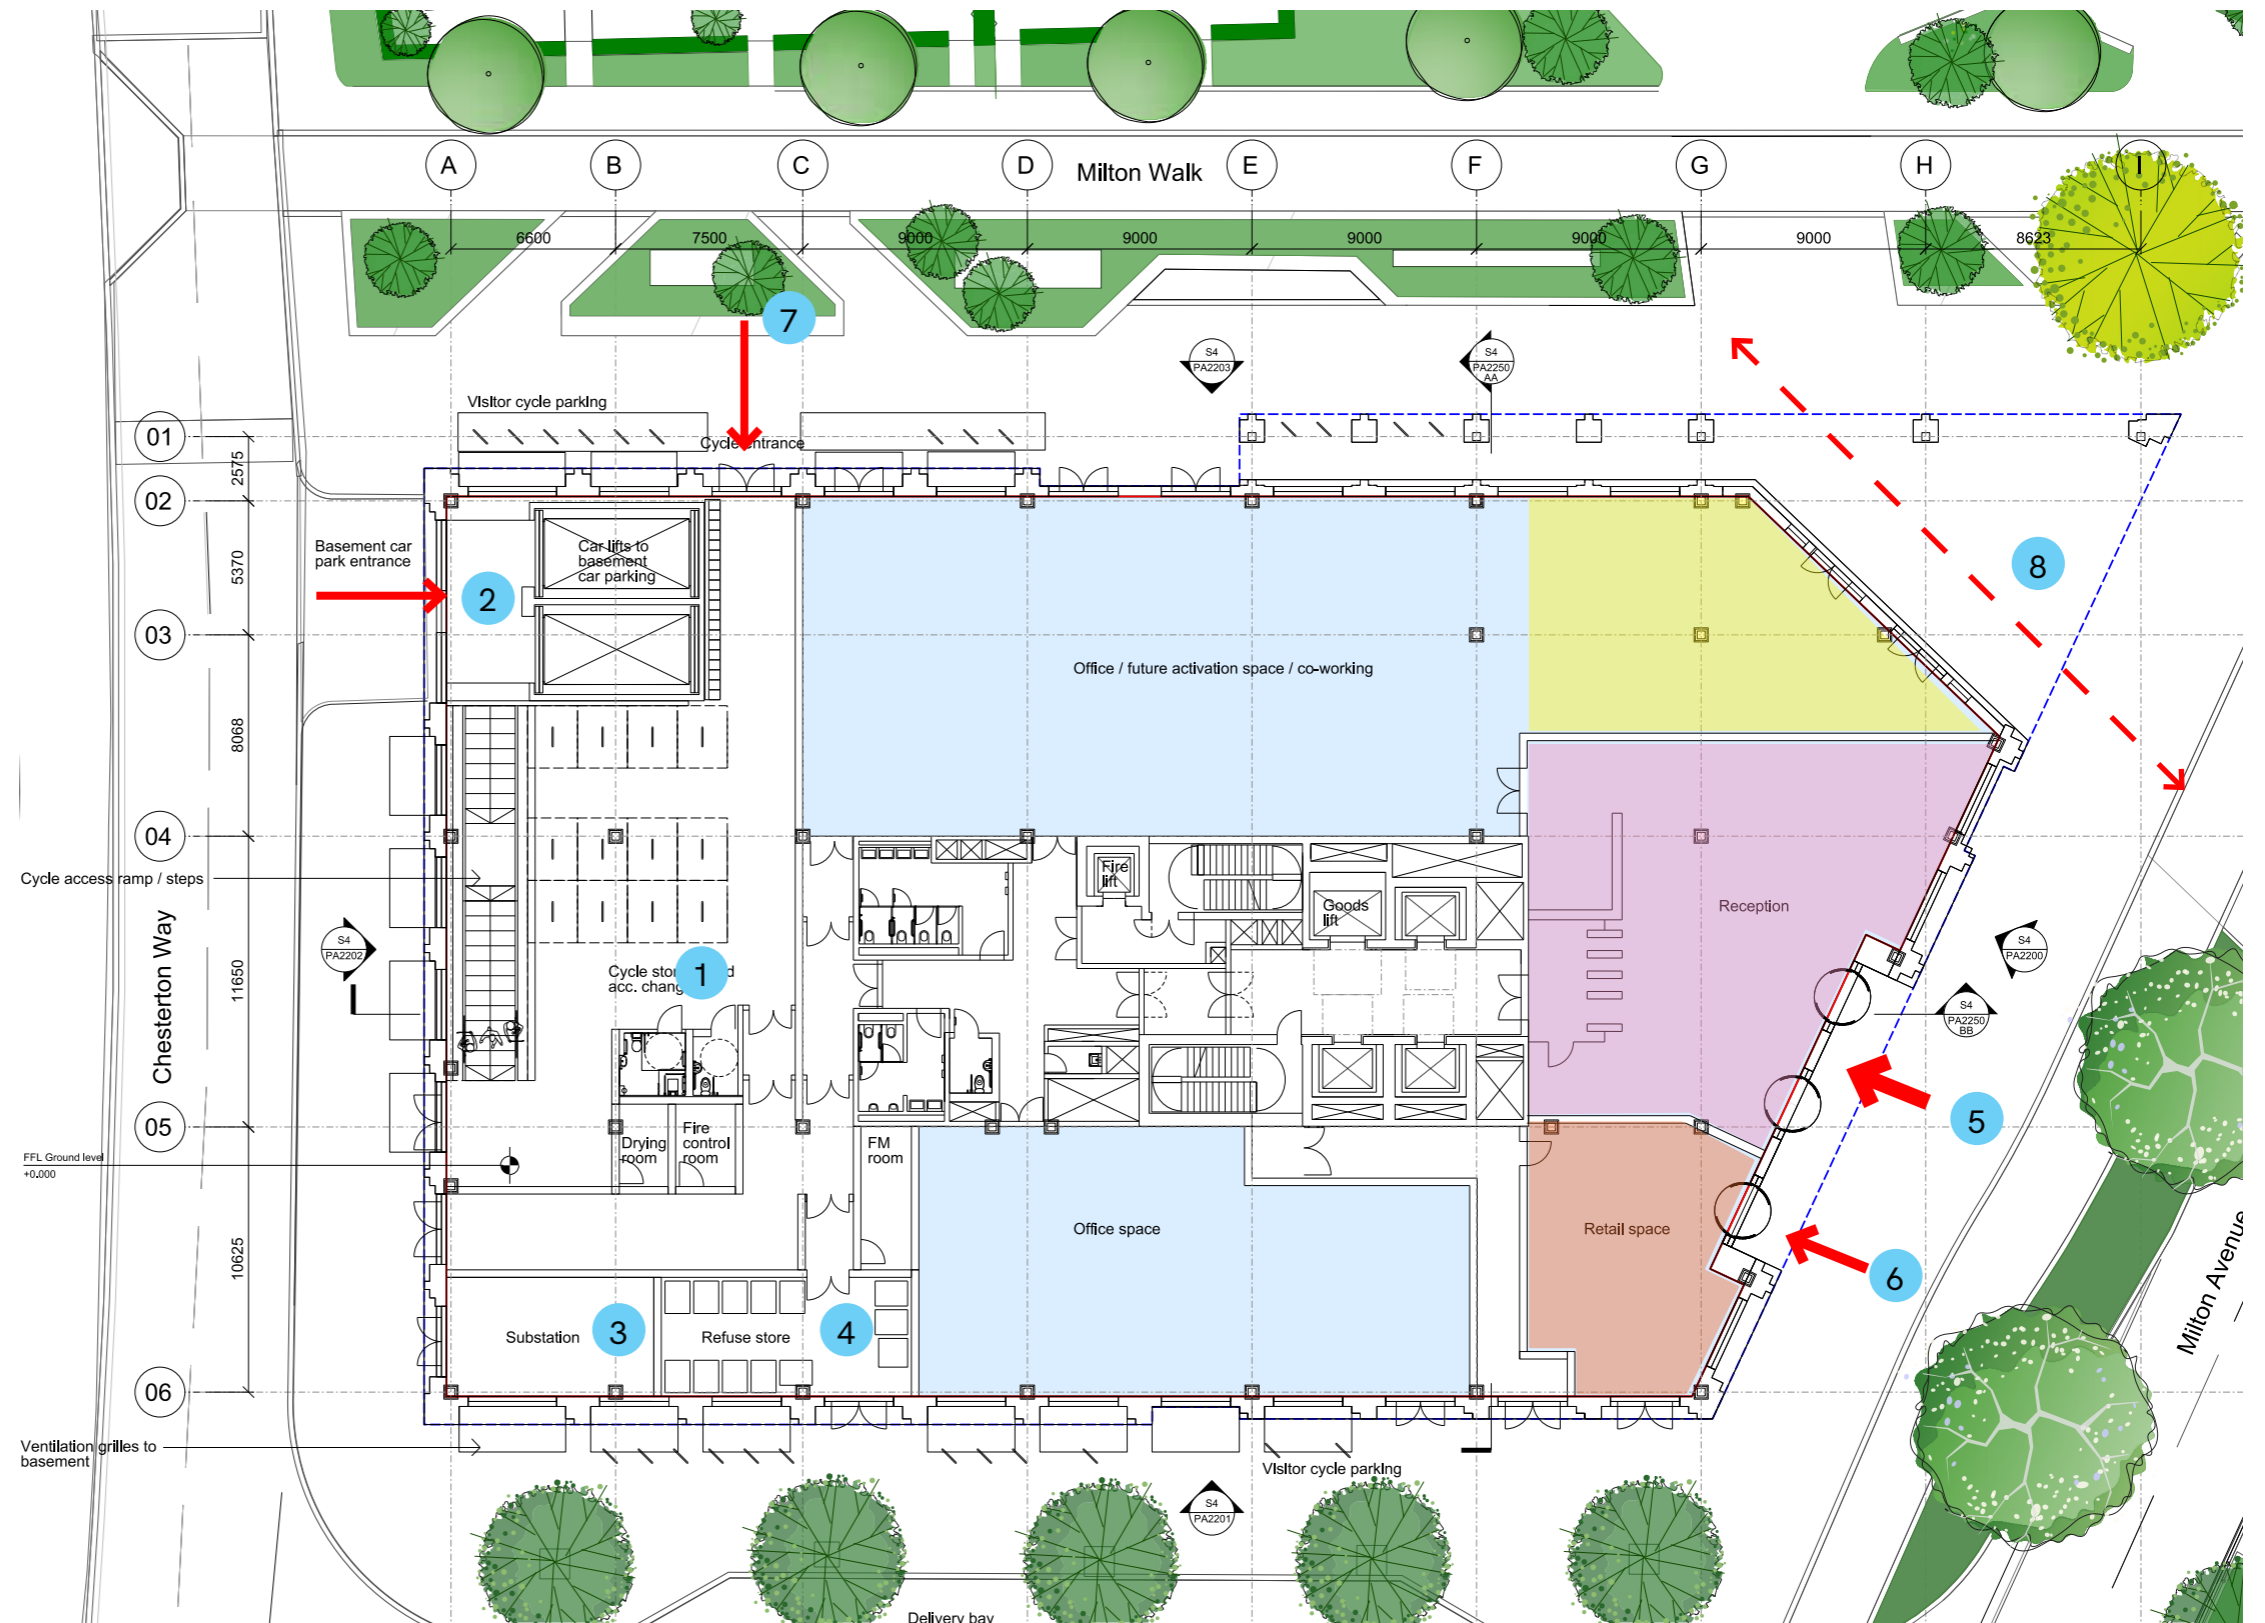 A
B
C
D
Milton Walk
E
F
G
H
I
6600
7500
9000
9000
9000
9000
9000
8623
7
S4
PA2203
S4
PA2250
AA
Visitor cycle parking
Cycle entrance
01
2575
02
Basement car
park entrance
5370
2
Car lifts to
basement
car parking
8
03
8068
Office / future activation space / co-working
04
Cycle access ramp / steps
Fire
lift
Goods
lift
Reception
Chesterton Way
S4
PA2202
11650
1
S4
PA2200
S4
PA2250
BB
5
05
Drying
room
Fire
control
room
FM
room
FFL Ground level
+0.000
10625
Office space
Retail space
6
Milton Avenue
Substation
3
Refuse store
4
06
Ventilation grilles to
basement
Visitor cycle parking
S4
PA2201
Delivery bay